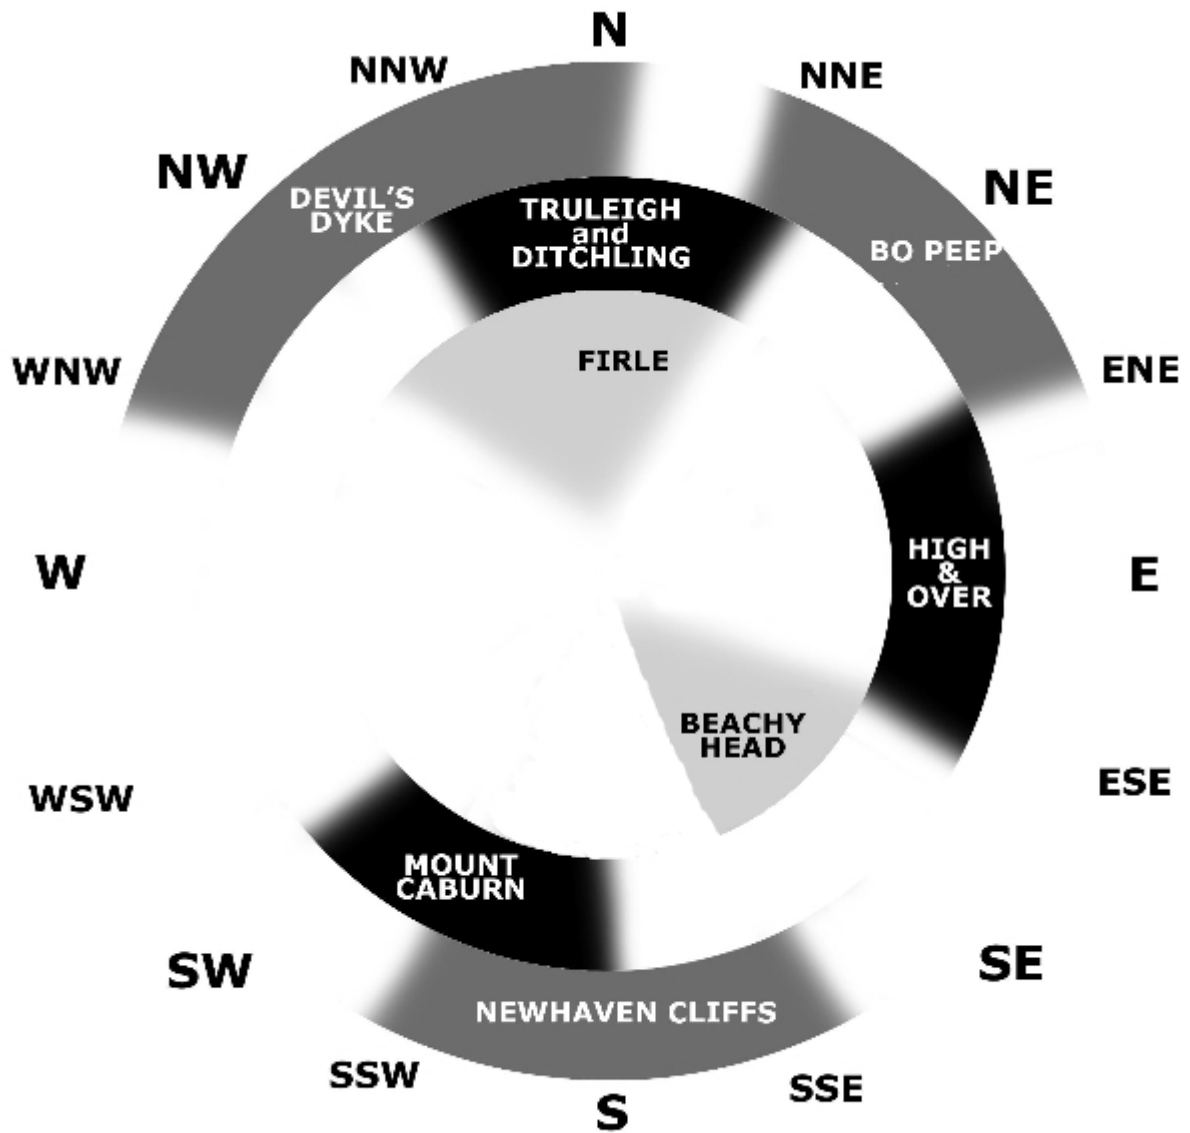 N
NNW
NNE
NW
NE
DEVIL'S
DYKE
TRULEIGH
and
DITCHLING
BO PEEP
FIRLE
WNW
ENE
W
HIGH
&
OVER
E
BEACHY
HEAD
WSW
ESE
MOUNT
CABURN
SW
SE
NEWHAVEN CLIFFS
SSW
SSE
S